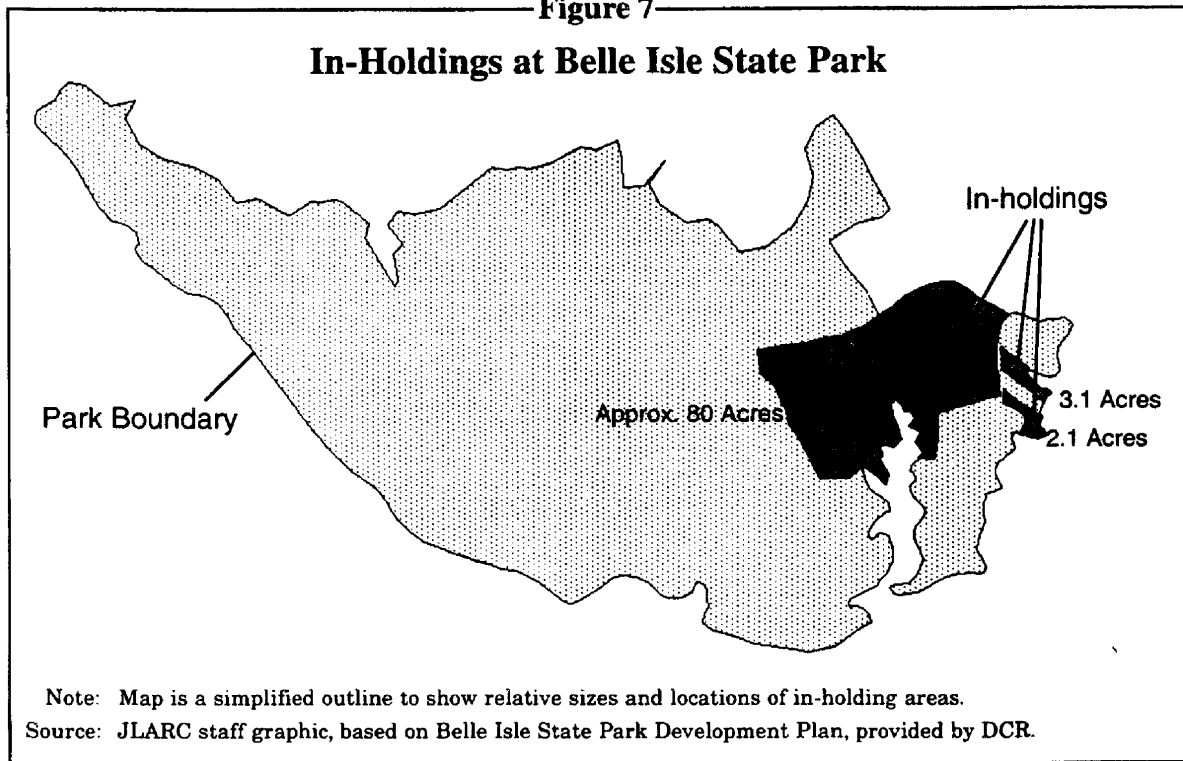 Figure 7
In-Holdings at Belle Isle State Park
In-holdings
Park Boundary
Approx. 80 Acres
3.1 Acres
2.1 Acres
Note: Map is a simplified outline to show relative sizes and locations of in-holding areas.
Source: JLARC staff graphic, based on Belle Isle State Park Development Plan, provided by DCR.